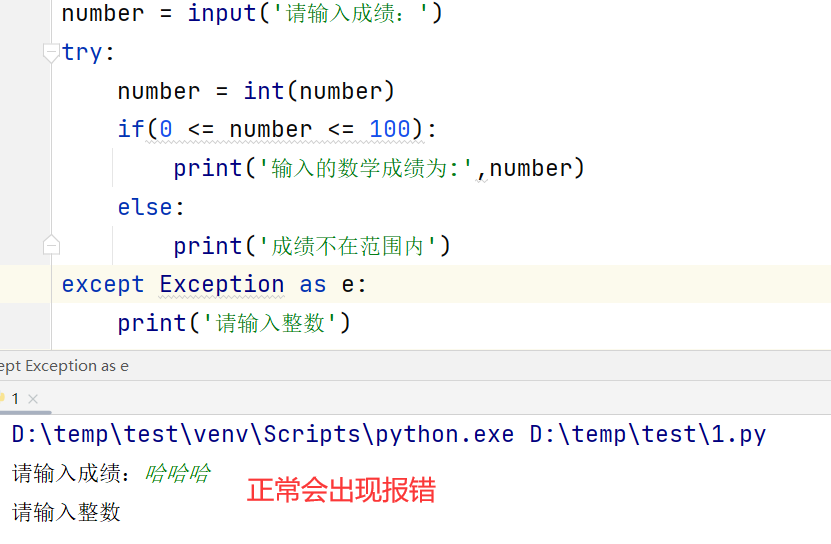 number = input('请输入成绩：')
try:
    number = int(number)
    if(0 <= number <= 100):
        print('输入的数学成绩为:',number)
    else:
        print('成绩不在范围内')
except Exception as e:
    print('请输入整数')
ept Exception as e
1 ×
D:\temp\test\venv\Scripts\python.exe D:\temp\test\1.py
请输入成绩：哈哈哈
正常会出现报错
请输入整数